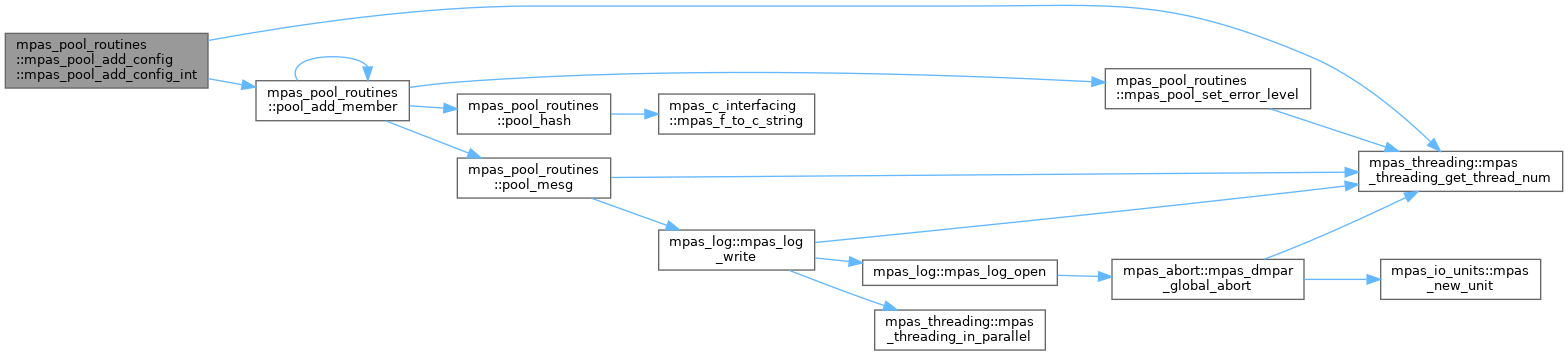 mpas_pool_routines
::mpas_pool_add_config
::mpas_pool_add_config_int
mpas_pool_routines
::pool_add_member
mpas_pool_routines
::pool_hash
mpas_c_interfacing
::mpas_f_to_c_string
mpas_pool_routines
::mpas_pool_set_error_level
mpas_pool_routines
::pool_mesg
mpas_threading::mpas
_threading_get_thread_num
mpas_log::mpas_log
_write
mpas_log::mpas_log_open
mpas_abort::mpas_dmpar
_global_abort
mpas_io_units::mpas
_new_unit
mpas_threading::mpas
_threading_in_parallel